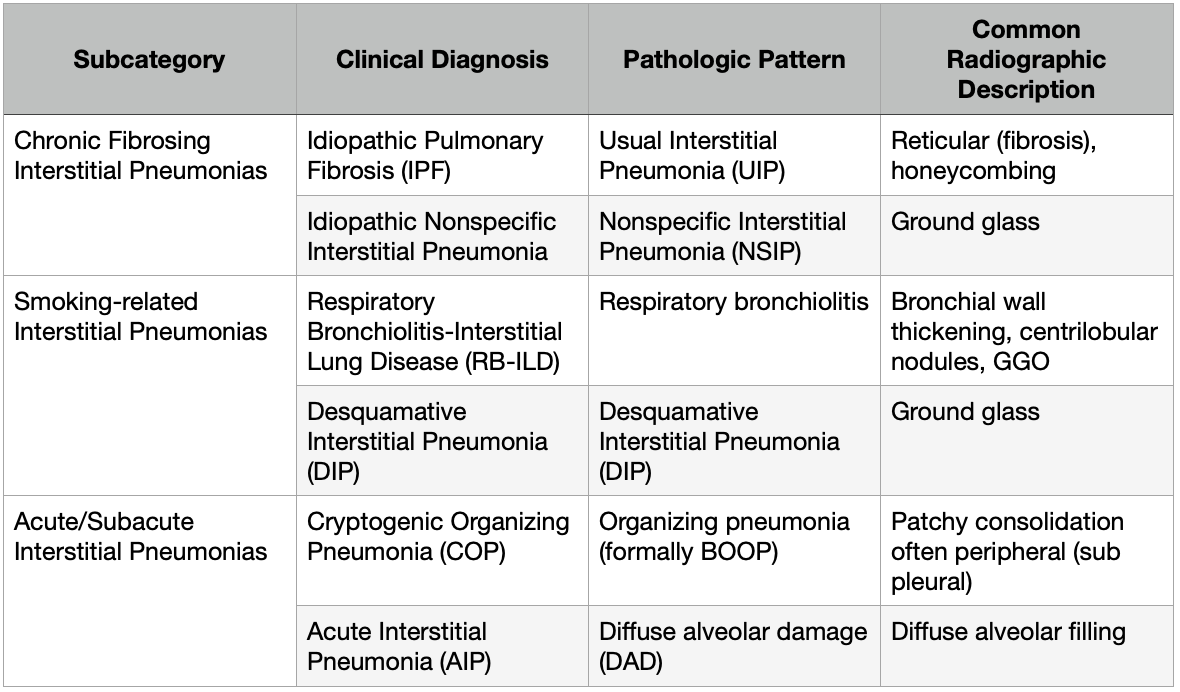 Subcategory
Clinical Diagnosis
Pathologic Pattern
Common
Radiographic
Description
Chronic Fibrosing
Interstitial Pneumonias
Idiopathic Pulmonary
Fibrosis (IPF)
Usual Interstitial
Pneumonia (UIP)
Reticular (fibrosis),
honeycombing
Idiopathic Nonspecific
Interstitial Pneumonia
Nonspecific Interstitial
Pneumonia (NSIP)
Ground glass
Smoking-related
Interstitial Pneumonias
Respiratory
Bronchiolitis-Interstitial
Lung Disease (RB-ILD)
Respiratory bronchiolitis
Bronchial wall
thickening, centrilobular
nodules, GGO
Desquamative
Interstitial Pneumonia
(DIP)
Desquamative
Interstitial Pneumonia
(DIP)
Ground glass
Acute/Subacute
Interstitial Pneumonias
Cryptogenic Organizing
Pneumonia (COP)
Organizing pneumonia
(formally BOOP)
Patchy consolidation
often peripheral (sub
pleural)
Acute Interstitial
Pneumonia (AIP)
Diffuse alveolar damage
(DAD)
Diffuse alveolar filling